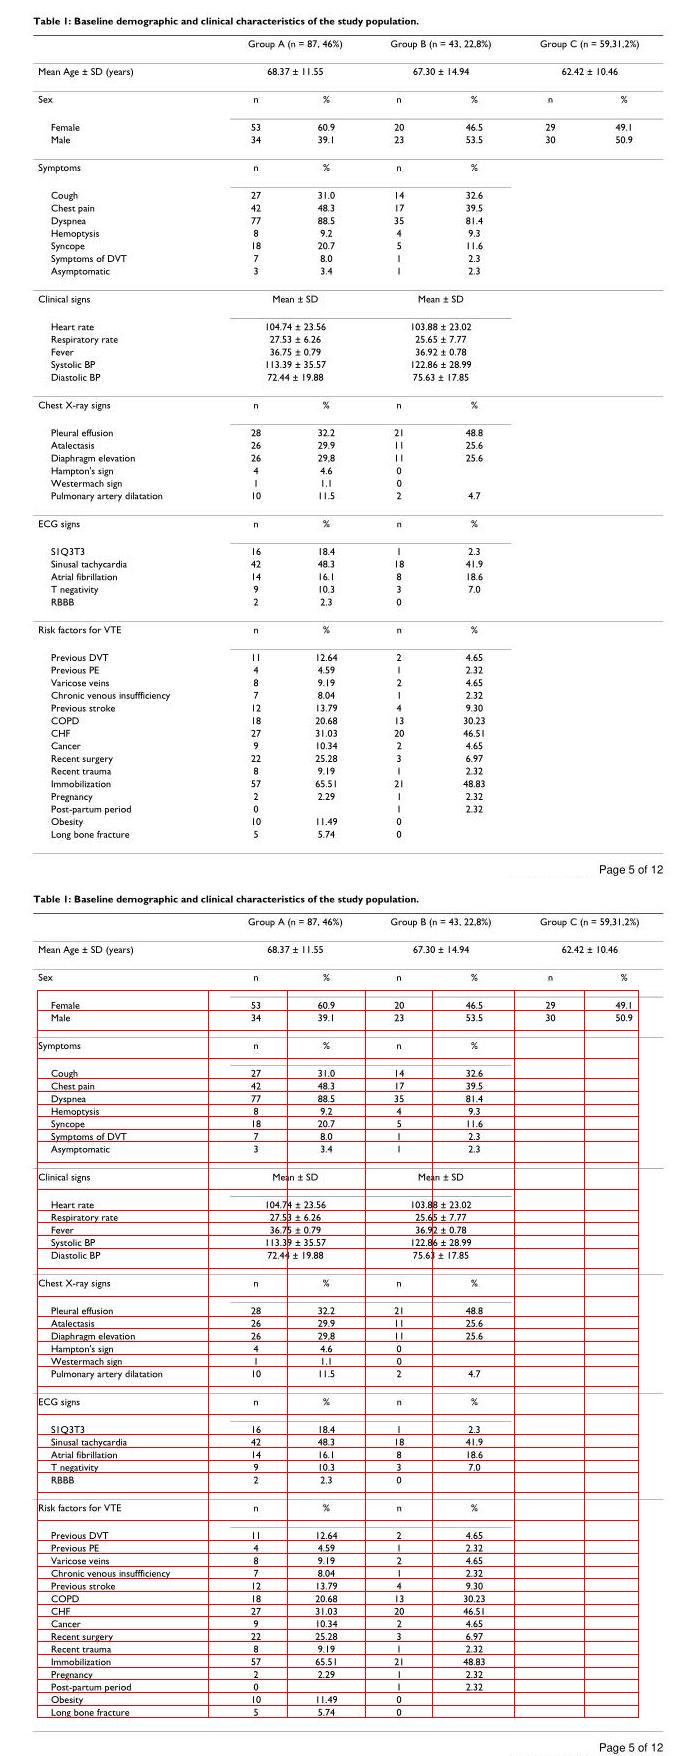 Table 1: Baseline demographic and clinical characteristics of the study population.
Group A (n = 87, 46%) Group B (n = 43, 22,8%) Group C (n = 59,31,2%)
Mean Age ± SD (years) 68.37 ± 11.55 67.30 ± 14.94 62.42 ± 10.46
Sex n % n % n %
Female 53 60.9 20 46.5 29 49.1
Male 34 39.1 23 53.5 30 50.9
Symptoms n % n %
Cough 27 31.0 14 32.6
Chest pain 42 48.3 17 39.5
Dyspnea 77 88.5 35 81.4
Hemoptysis 8 9.2 4 9.3
Syncope 18 20.7 5 11.6
Symptoms of DVT 7 8.0 1 2.3
Asymptomatic 3 3.4 1 2.3
Clinical signs Mean ± SD Mean ± SD
Heart rate 104.74 ± 23.56 103.88 ± 23.02
Respiratory rate 27.53 ± 6.26 25.65 ± 7.77
Fever 36.75 ± 0.79 36.92 ± 0.78
Systolic BP 113.39 ± 35.57 122.86 ± 28.99
Diastolic BP 72.44 ± 19.88 75.63 ± 17.85
Chest X-ray signs n % n %
Pleural effusion 28 32.2 21 48.8
Atalectasis 26 29.9 11 25.6
Diaphragm elevation 26 29,8 11 25.6
Hampton's sign 4 4.6 0
Westermach sign 1 1.1 0
Pulmonary artery dilatation 10 11.5 2 4.7
ECG signs n % n %
S1Q3T3 16 18.4 1 2.3
Sinusal tachycardia 42 48.3 18 41.9
Atrial fibrillation 14 16.1 8 18.6
T negativity 9 10.3 3 7.0
RBBB 2 2.3 0
Risk factors for VTE n % n %
Previous DVT 11 12.64 2 4.65
Previous PE 4 4.59 1 2.32
Varicose veins 8 9.19 2 4.65
Chronic venous insuffficiency 7 8.04 1 2.32
Previous stroke 12 13.79 4 9.30
COPD 18 20.68 13 30.23
CHF 27 31.03 20 46.51
Cancer 9 10.34 2 4.65
Recent surgery 22 25.28 3 6.97
Recent trauma 8 9.19 1 2.32
Immobilization 57 65.51 21 48.83
Pregnancy 2 2.29 1 2.32
Post-partum period 0 1 2.32
Obesity 10 11.49 0
Long bone fracture 5 5.74 0
Page 5 of 12
Table 1: Baseline demographic and clinical characteristics of the study population.
Group A (n = 87, 46%) Group B (n = 43, 22,8%) Group C (n = 59,31,2%)
Mean Age ± SD (years) 68.37 ± 11.55 67.30 ± 14.94 62.42 ± 10.46
Sex n % n % n %
Female 53 60.9 20 46.5 29 49.1
Male 34 39.1 23 53.5 30 50.9
Symptoms n % n %
Cough 27 31.0 14 32.6
Chest pain 42 48.3 17 39.5
Dyspnea 77 88.5 35 81.4
Hemoptysis 8 9.2 4 9.3
Syncope 18 20.7 5 11.6
Symptoms of DVT 7 8.0 1 2.3
Asymptomatic 3 3.4 1 2.3
Clinical signs Mean ± SD Mean ± SD
Heart rate 104.74 ± 23.56 103.88 ± 23.02
Respiratory rate 27.53 ± 6.26 25.65 ± 7.77
Fever 36.75 ± 0.79 36.92 ± 0.78
Systolic BP 113.39 ± 35.57 122.86 ± 28.99
Diastolic BP 72.44 ± 19.88 75.63 ± 17.85
Chest X-ray signs n % n %
Pleural effusion 28 32.2 21 48.8
Atalectasis 26 29.9 11 25.6
Diaphragm elevation 26 29,8 11 25.6
Hampton's sign 4 4.6 0
Westermach sign 1 1.1 0
Pulmonary artery dilatation 10 11.5 2 4.7
ECG signs n % n %
S1Q3T3 16 18.4 1 2.3
Sinusal tachycardia 42 48.3 18 41.9
Atrial fibrillation 14 16.1 8 18.6
T negativity 9 10.3 3 7.0
RBBB 2 2.3 0
Risk factors for VTE n % n %
Previous DVT 11 12.64 2 4.65
Previous PE 4 4.59 1 2.32
Varicose veins 8 9.19 2 4.65
Chronic venous insuffficiency 7 8.04 1 2.32
Previous stroke 12 13.79 4 9.30
COPD 18 20.68 13 30.23
CHF 27 31.03 20 46.51
Cancer 9 10.34 2 4.65
Recent surgery 22 25.28 3 6.97
Recent trauma 8 9.19 1 2.32
Immobilization 57 65.51 21 48.83
Pregnancy 2 2.29 1 2.32
Post-partum period 0 1 2.32
Obesity 10 11.49 0
Long bone fracture 5 5.74 0
Page 5 of 12